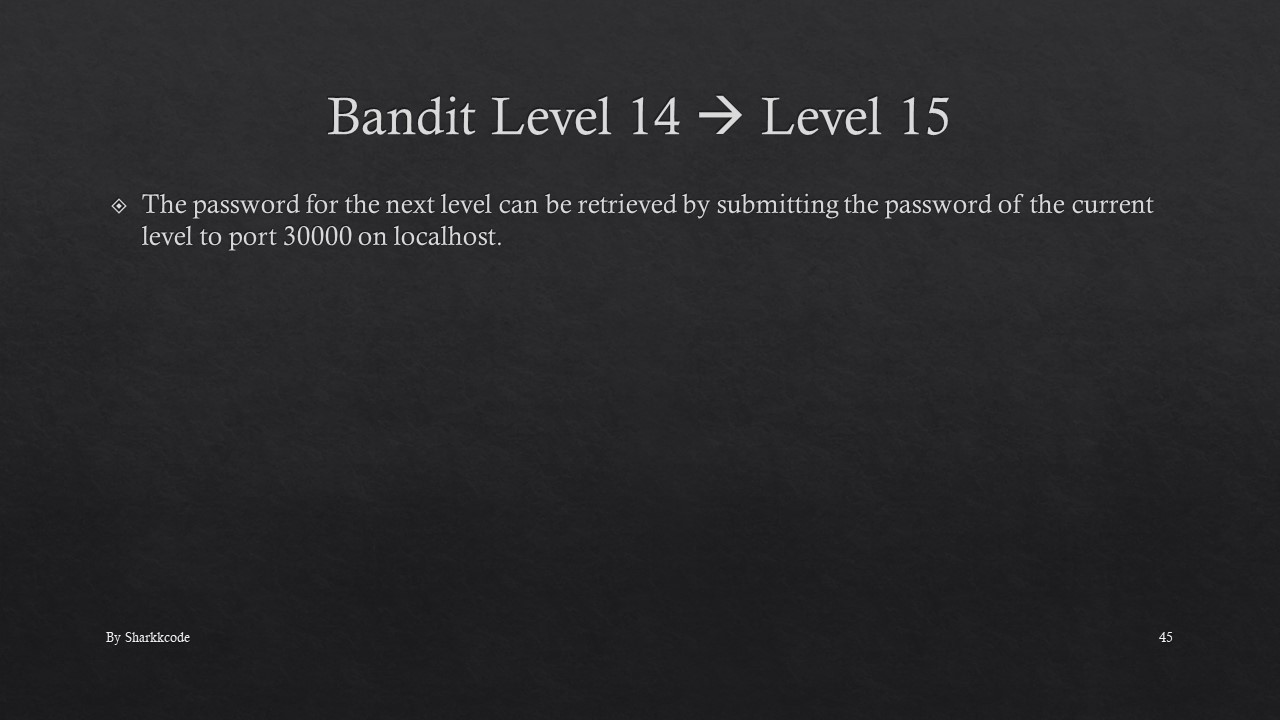 Bandit Level 14 → Level 15
The password for the next level can be retrieved by submitting the password of the current
level to port 30000 on localhost.
By Sharkkcode
45